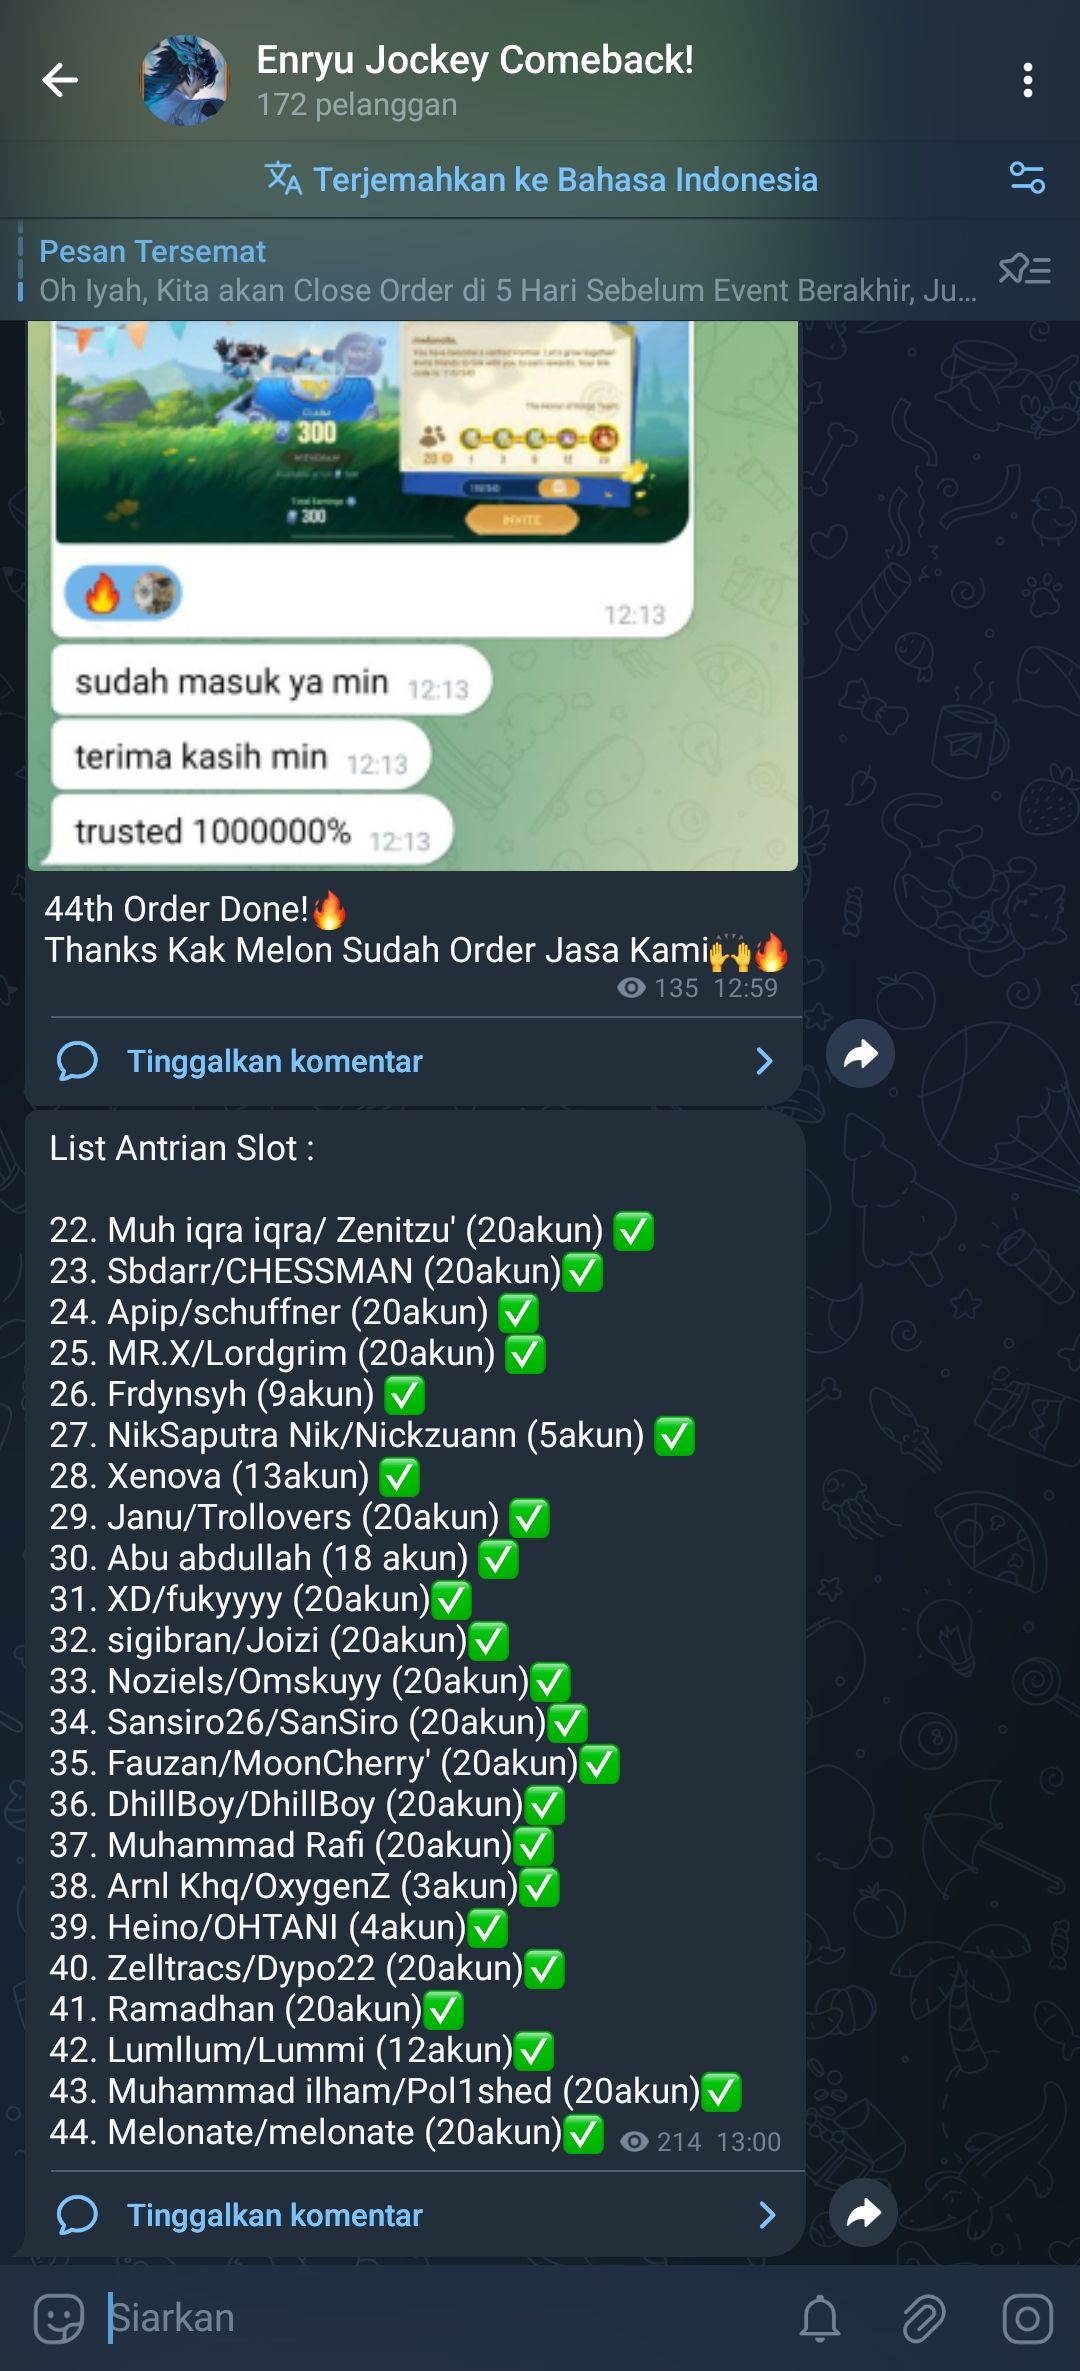 Enryu Jockey Comeback!
172 pelanggan
Terjemahkan ke Bahasa Indonesia
Pesan Tersemat
Oh Iyah, Kita akan Close Order di 5 Hari Sebelum Event Berakhir, Ju...
melonate.
CLAIM
300
WITHDRAW
Total Earnings
300
20
1 3
INVITE
12:13
sudah masuk ya min 12:13
terima kasih min 12:13
trusted 1000000% 12:13
44th Order Done!🔥
Thanks Kak Melon Sudah Order Jasa Kami🙌🔥
135 12:59
Tinggalkan komentar
List Antrian Slot :
22. Muh iqra iqra/ Zenitzu' (20akun) ✅
23. Sbdarr/CHESSMAN (20akun)✅
24. Apip/schuffner (20akun) ✅
25. MR.X/Lordgrim (20akun) ✅
26. Frdynsyh (9akun) ✅
27. NikSaputra Nik/Nickzuann (5akun) ✅
28. Xenova (13akun) ✅
29. Janu/Trollovers (20akun) ✅
30. Abu abdullah (18 akun) ✅
31. XD/fukyyyy (20akun)✅
32. sigibran/Joizi (20akun)✅
33. Noziels/Omskuyy (20akun)✅
34. Sansiro26/SanSiro (20akun)✅
35. Fauzan/MoonCherry' (20akun)✅
36. DhillBoy/DhillBoy (20akun)✅
37. Muhammad Rafi (20akun)✅
38. Arnl Khq/OxygenZ (3akun)✅
39. Heino/OHTANI (4akun)✅
40. Zelltracs/Dypo22 (20akun)✅
41. Ramadhan (20akun)✅
42. Lumllum/Lummi (12akun)✅
43. Muhammad ilham/Pol1shed (20akun)✅
44. Melonate/melonate (20akun)✅ 214 13:00
Tinggalkan komentar
Siarkan